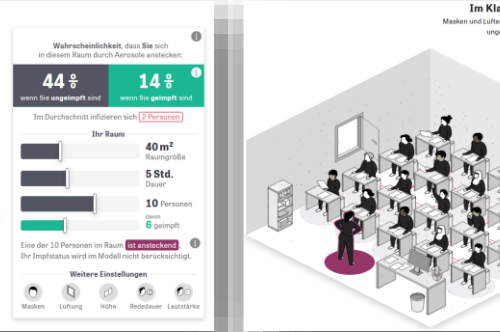 Wahrscheinlichkeit, dass Sie sich
in diesem Raum durch Aerosole anstecken:
44 %
wenn Sie ungeimpft sind
14 %
wenn Sie geimpft sind
Im Durchschnitt infizieren sich 2 Personen
Ihr Raum
40 m²
Raumgröße
5 Std.
Dauer
10 Personen
davon
6 geimpft
Eine der 10 Personen im Raum ist ansteckend.
Ihr Impfstatus wird im Modell nicht berücksichtigt.
Weitere Einstellungen
Masken Lüftung Höhe Rededauer Lautstärke
Im Kla
Masken und Lüfte
unge